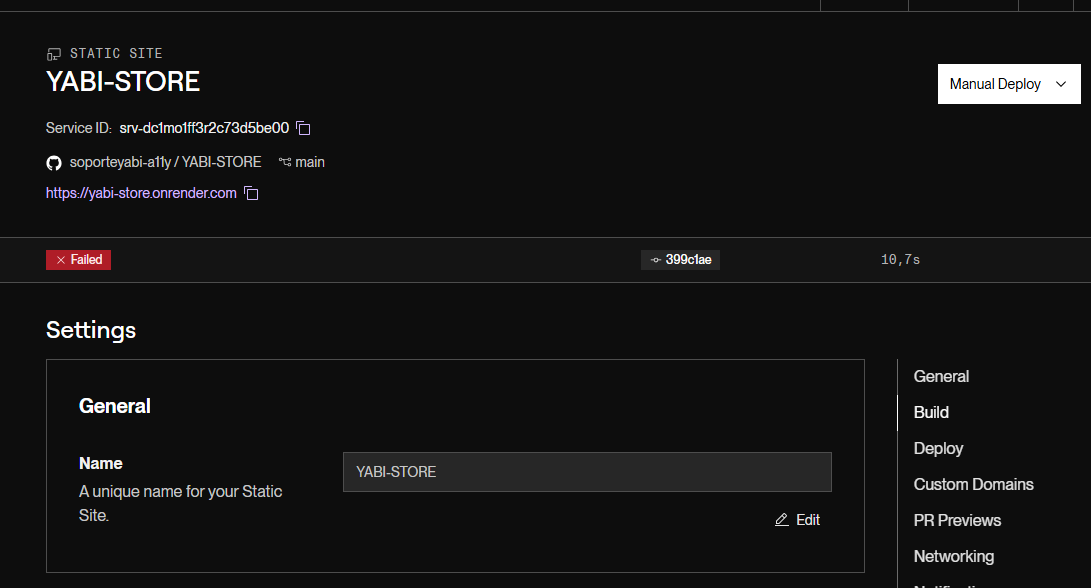 STATIC SITE
YABI-STORE
Manual Deploy
Service ID: srv-dc1mo1ff3r2c73d5be00
soporteyabi-a11y / YABI-STORE main
https://yabi-store.onrender.com
Failed 399c1ae 10,7s
Settings
General
General
Build
Name
YABI-STORE
A unique name for your Static
Site.
Deploy
Custom Domains
PR Previews
Edit
Networking